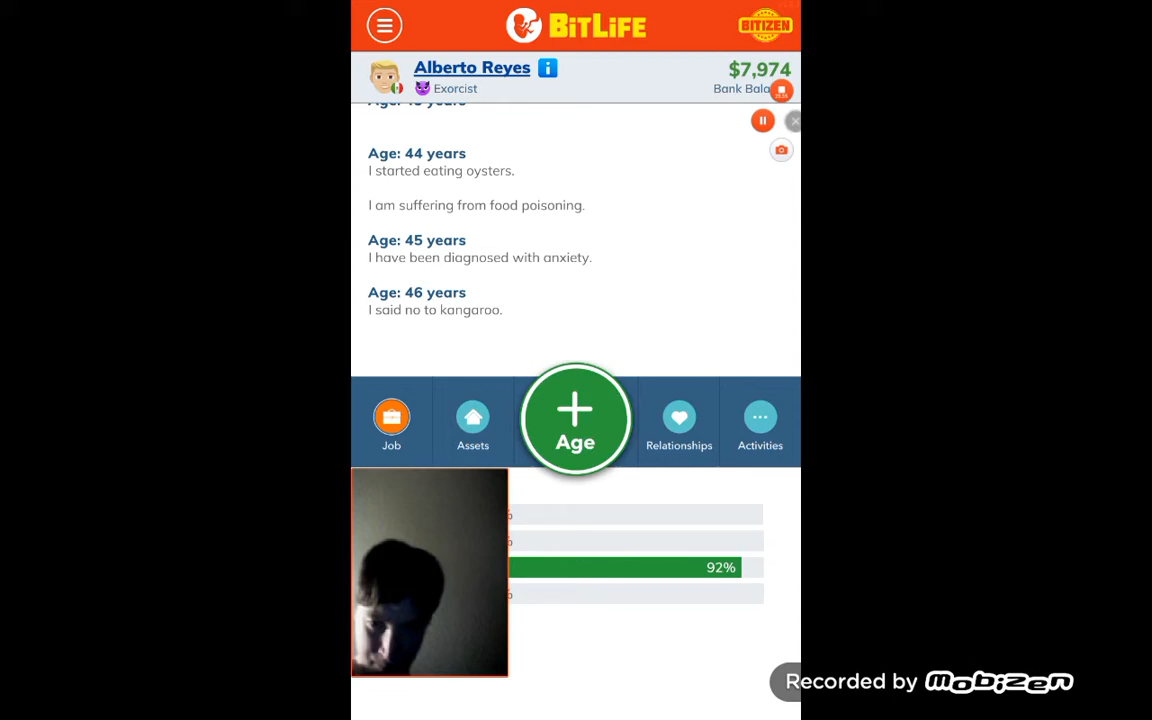 BitLife
BITIZEN
Alberto Reyes i
$7,974
Exorcist
Bank Bala
Age: 44 years
I started eating oysters.
I am suffering from food poisoning.
Age: 45 years
I have been diagnosed with anxiety.
Age: 46 years
I said no to kangaroo.
Job
Assets
+
Age
Relationships
Activities
%
%
92%
%
Recorded by mobizen